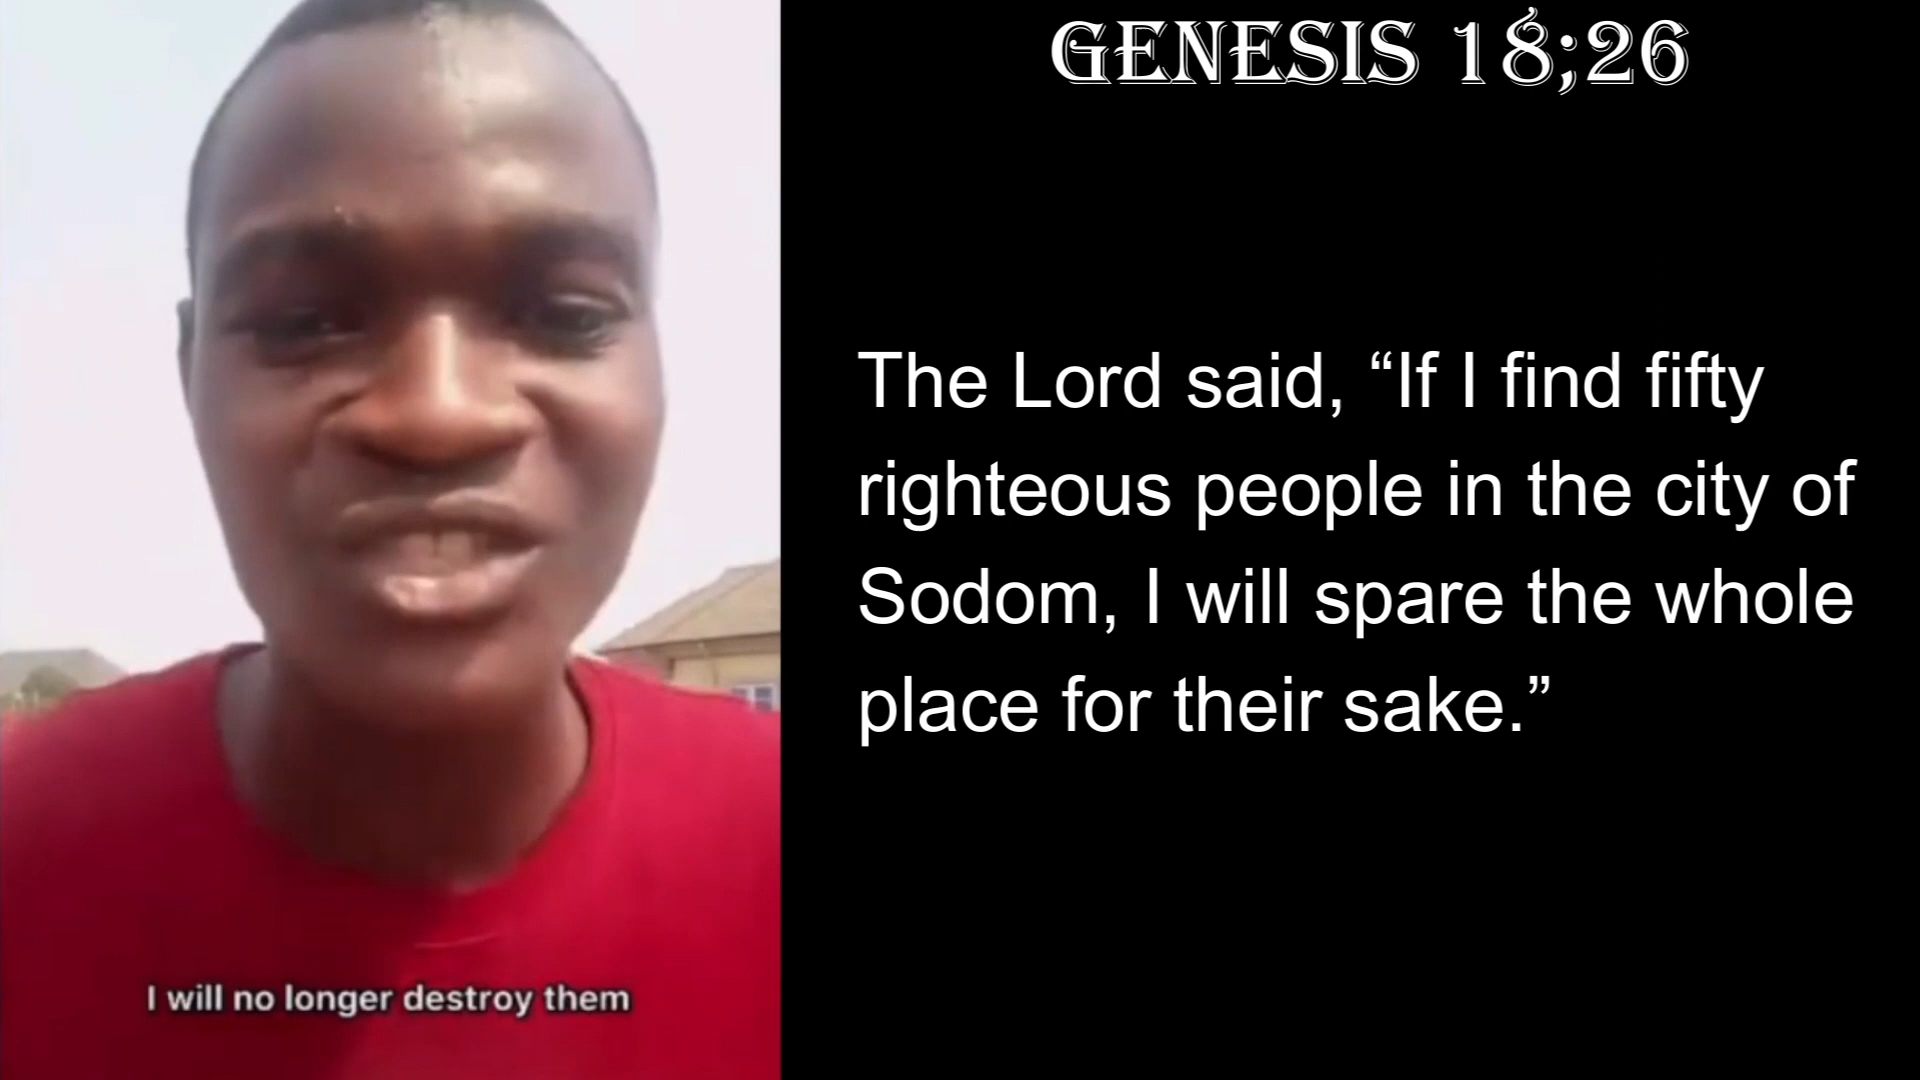 GENESIS 18;26
The Lord said, “If I find fifty
righteous people in the city of
Sodom, I will spare the whole
place for their sake.”
I will no longer destroy them